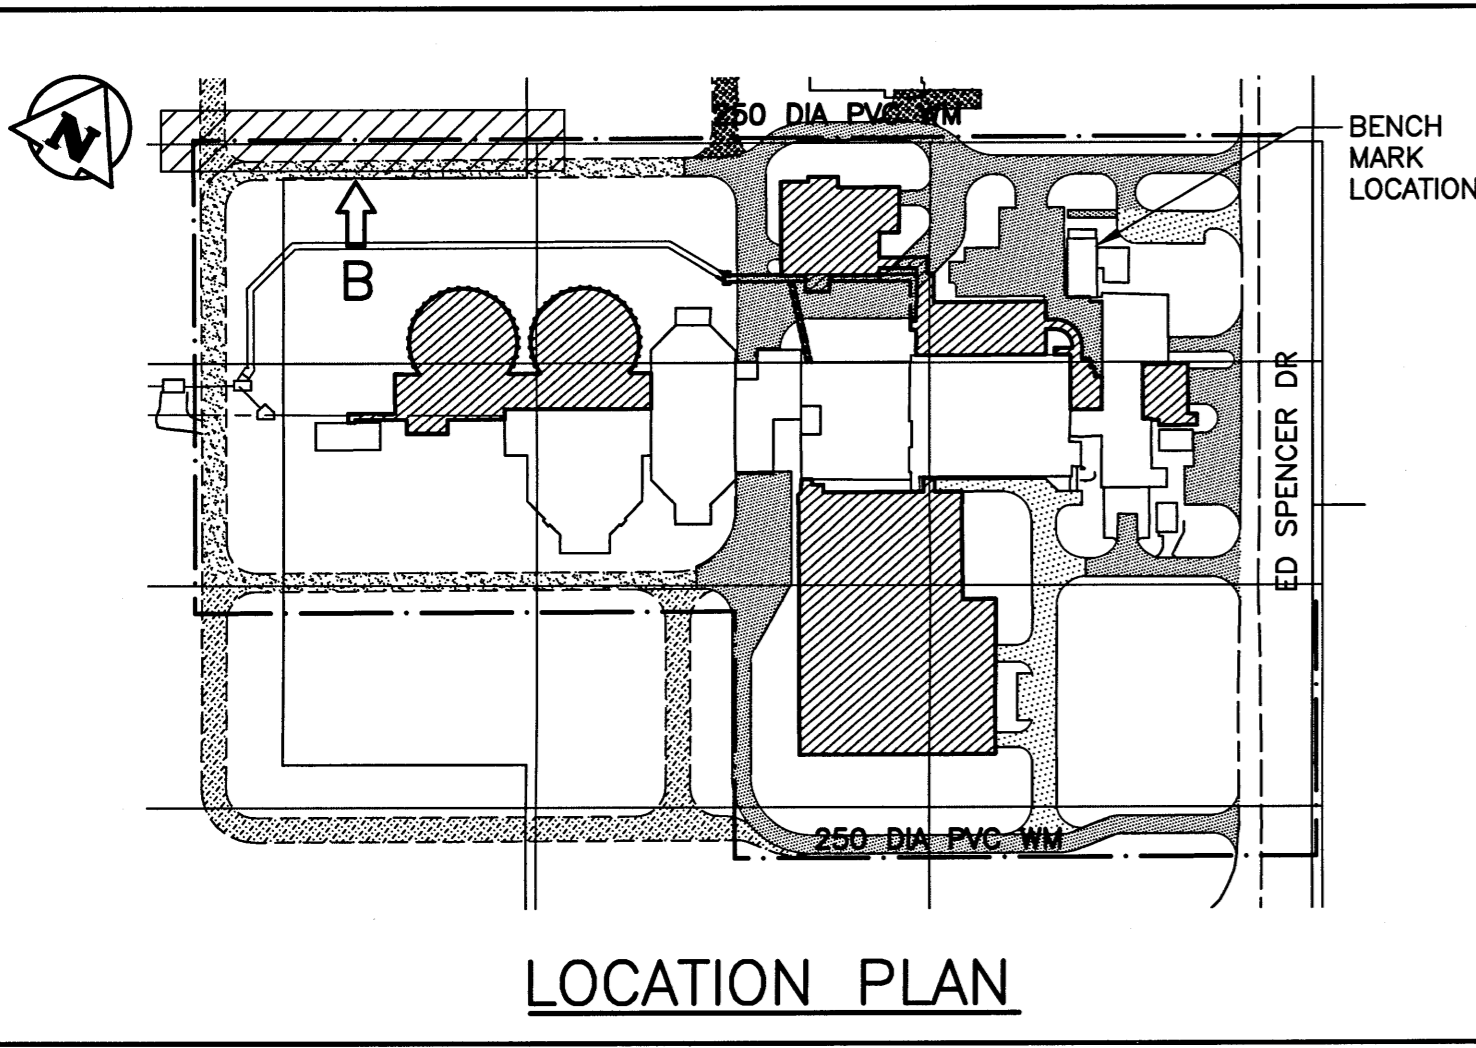 N
250 DIA PVC WM
BENCH
MARK
LOCATION
B
ED SPENCER DR
250 DIA PVC WM
LOCATION PLAN